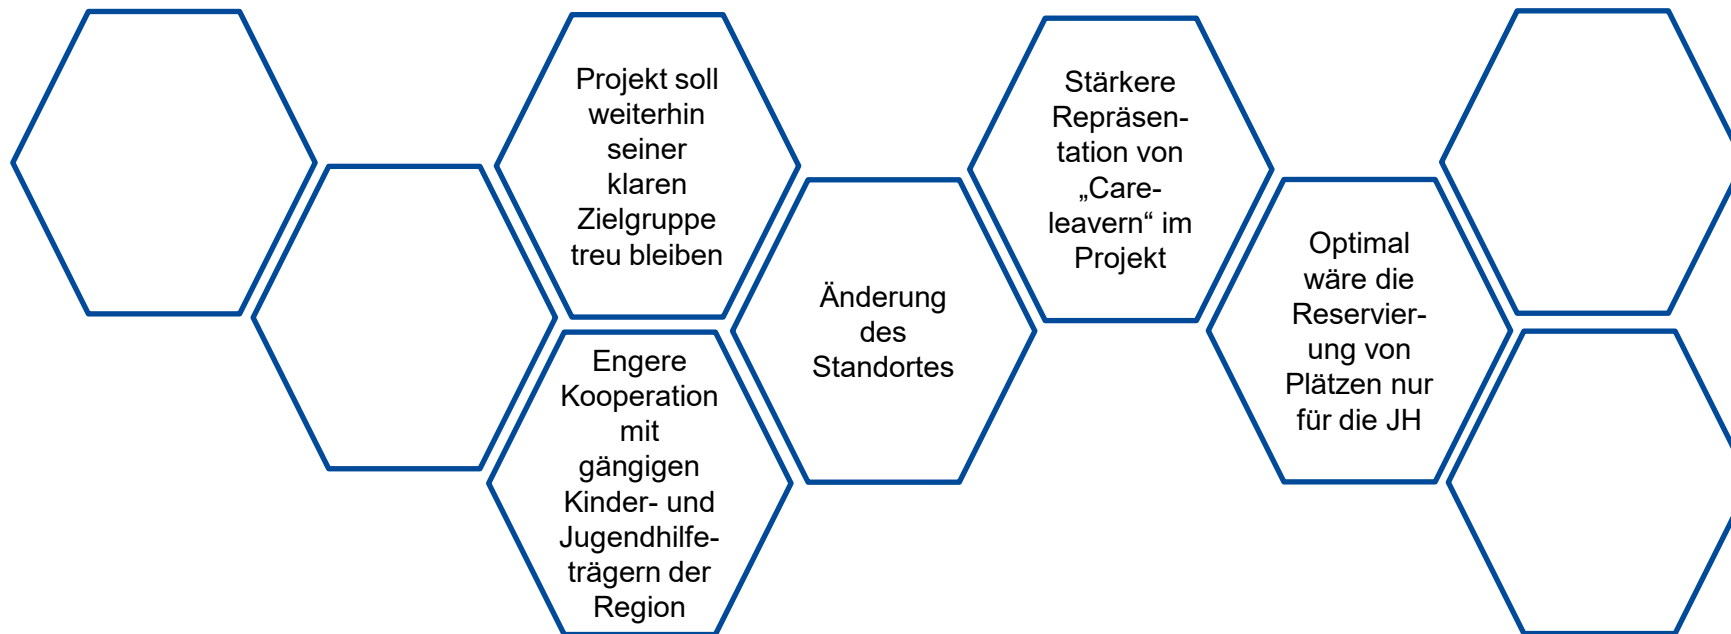 Projekt soll
weiterhin
seiner
klaren
Zielgruppe
treu bleiben
Engere
Kooperation
mit
gängigen
Kinder- und
Jugendhilfe-
trägern der
Region
Änderung
des
Standortes
Stärkere
Repräsen-
tation von
„Care-
leavern“ im
Projekt
Optimal
wäre die
Reservier-
ung von
Plätzen nur
für die JH